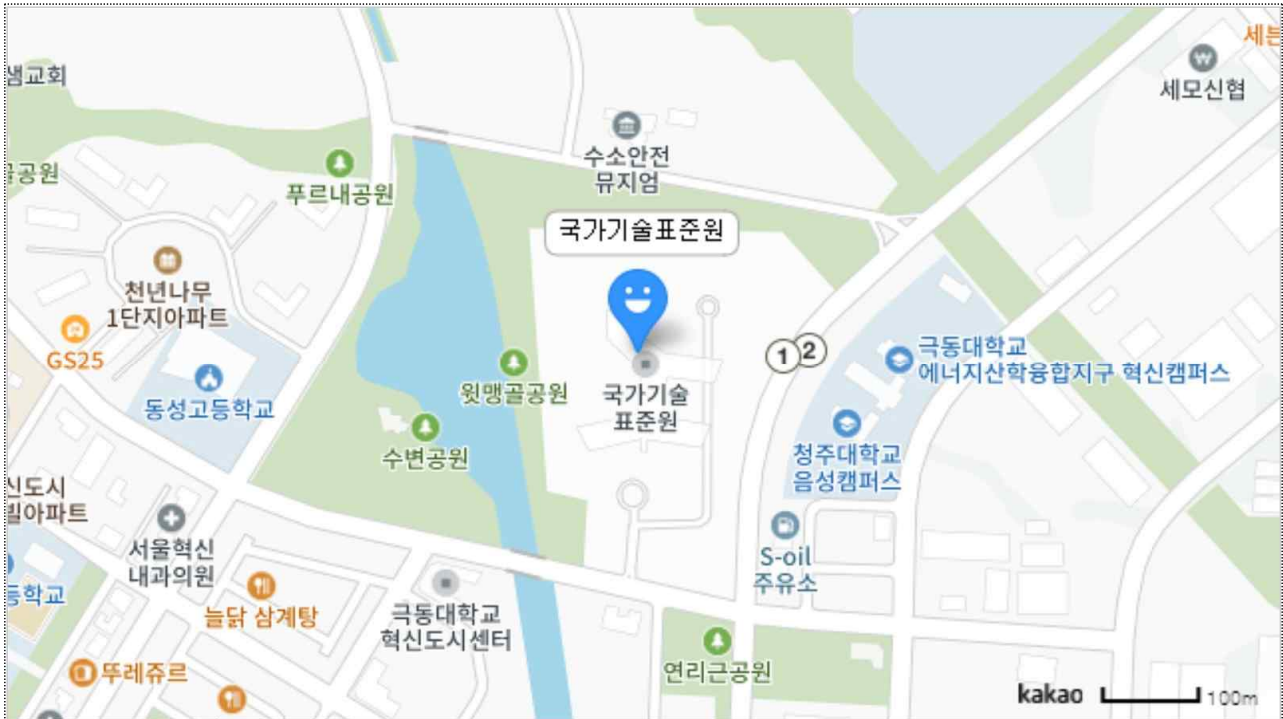 세븐
샘교회
세모신협
수소안전
뮤지엄
골공원
푸르내공원
국가기술표준원
천년나무
1단지아파트
GS25
1
2
극동대학교
에너지산학융합지구 혁신캠퍼스
윗맹골공원
국가기술
표준원
동성고등학교
수변공원
청주대학교
음성캠퍼스
신도시
빌아파트
서울혁신
내과의원
S-oil
주유소
등학교
늘닭 삼계탕
극동대학교
혁신도시센터
뚜레쥬르
연리근공원
kakao
100m